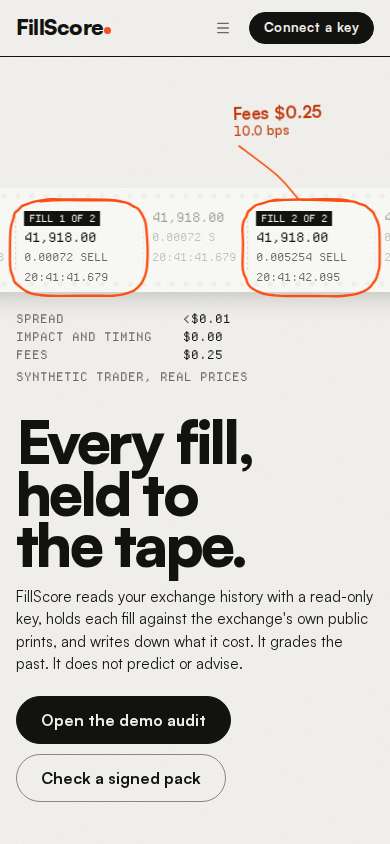 FillScore
Connect a key
Fees $0.25
10.0 bps
FILL 1 OF 2
41,918.00
0.00072 SELL
20:41:41.679
41,918.00
0.00072 S
20:41:41.679
FILL 2 OF 2
41,918.00
0.005254 SELL
20:41:42.095
SPREAD <$0.01
IMPACT AND TIMING $0.00
FEES $0.25
SYNTHETIC TRADER, REAL PRICES
Every fill,
held to
the tape.
FillScore reads your exchange history with a read-only
key, holds each fill against the exchange's own public
prints, and writes down what it cost. It grades the
past. It does not predict or advise.
Open the demo audit
Check a signed pack